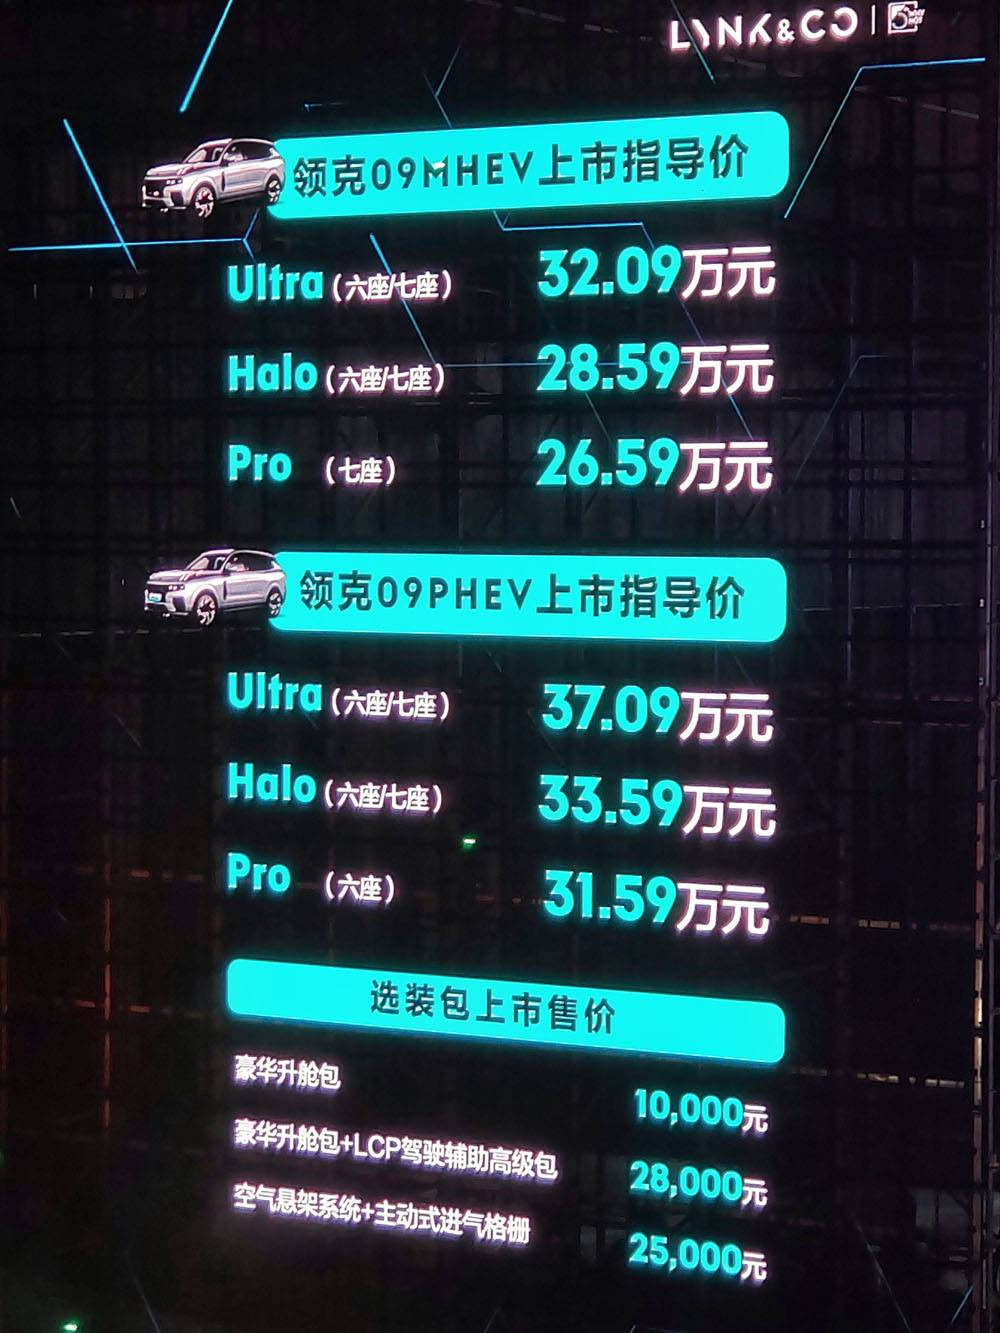 LYNK&CO
领克09MHEV上市指导价
Ultra(六座/七座) 32.09万元
Halo(六座/七座) 28.59万元
Pro (七座) 26.59万元
领克09PHEV上市指导价
Ultra(六座/七座) 37.09万元
Halo(六座/七座) 33.59万元
Pro (六座) 31.59万元
选装包上市售价
豪华升舱包 10,000元
豪华升舱包+LCP驾驶辅助高级包 28,000元
空气悬架系统+主动式进气格栅 25,000元